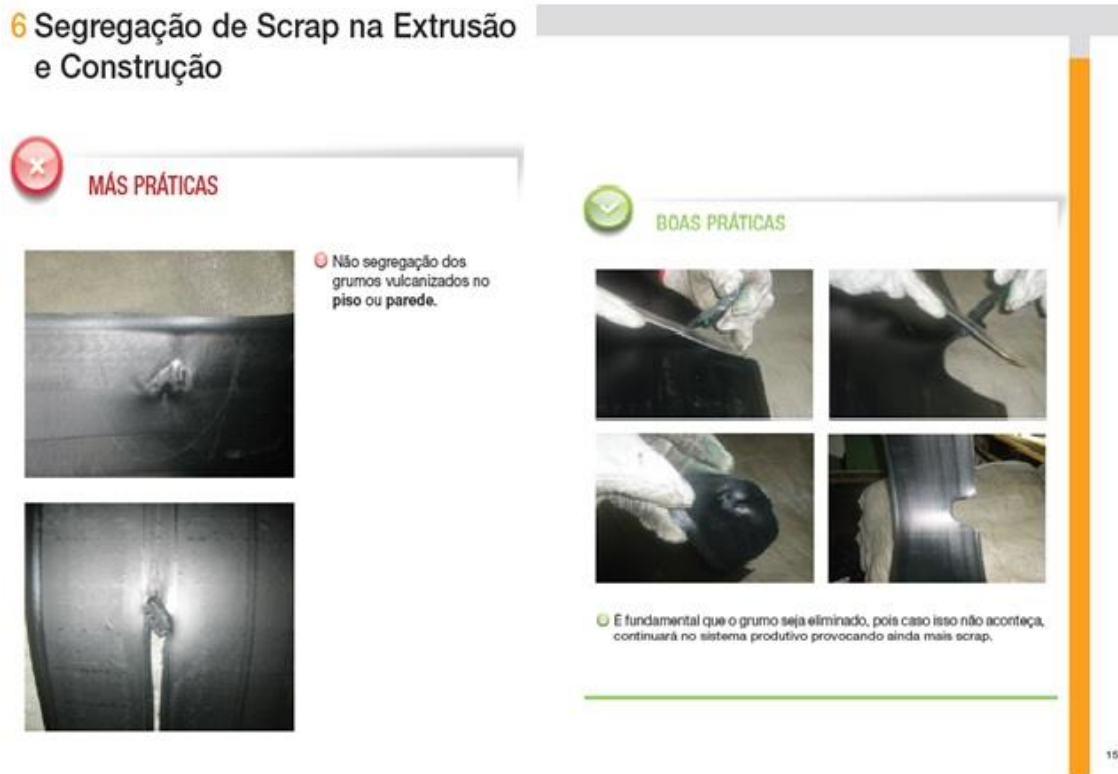 6 Segregação de Scrap na Extrusão
e Construção
MÁS PRÁTICAS
Não segregação dos
grumos vulcanizados no
piso ou parede.
BOAS PRÁTICAS
É fundamental que o grumo seja eliminado, pois caso isso não aconteça,
continuará no sistema produtivo provocando ainda mais scrap.
15